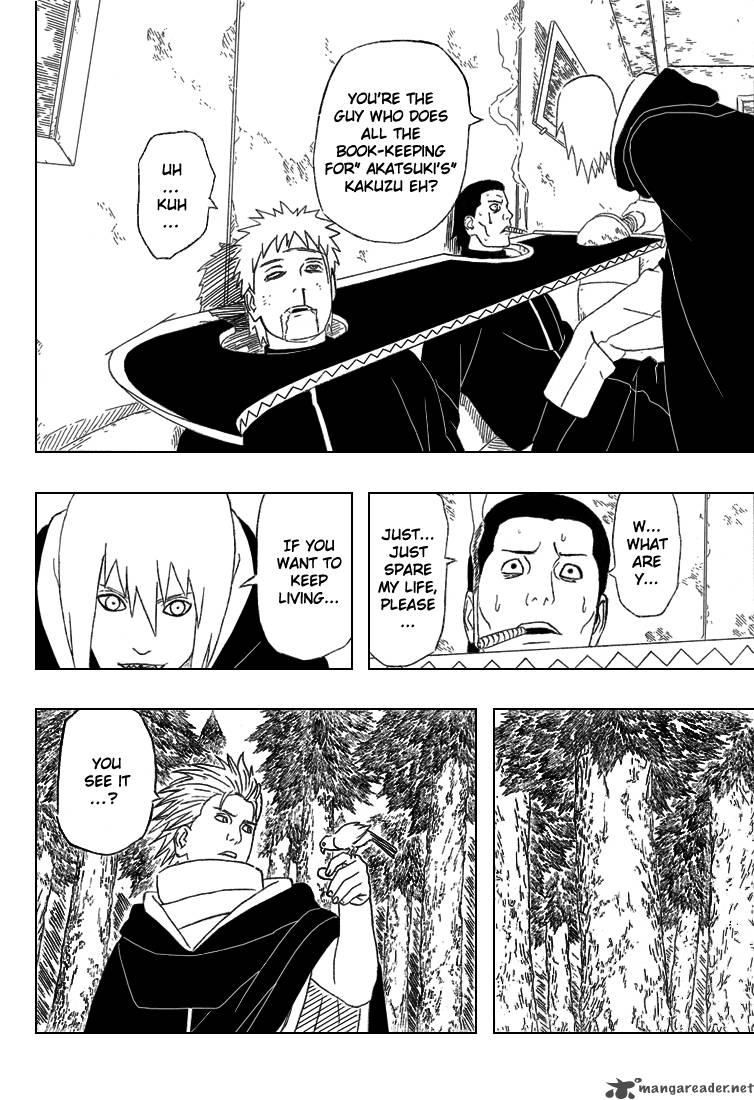 YOU'RE THE
GUY WHO DOES
ALL THE
BOOK-KEEPING
FOR" AKATSUKI'S"
KAKUZU EH?
UH
...
KUH
...
W...
WHAT
ARE
Y...
JUST...
JUST
SPARE
MY LIFE,
PLEASE
...
IF YOU
WANT TO
KEEP
LIVING...
YOU
SEE IT
...?
mangareader.net